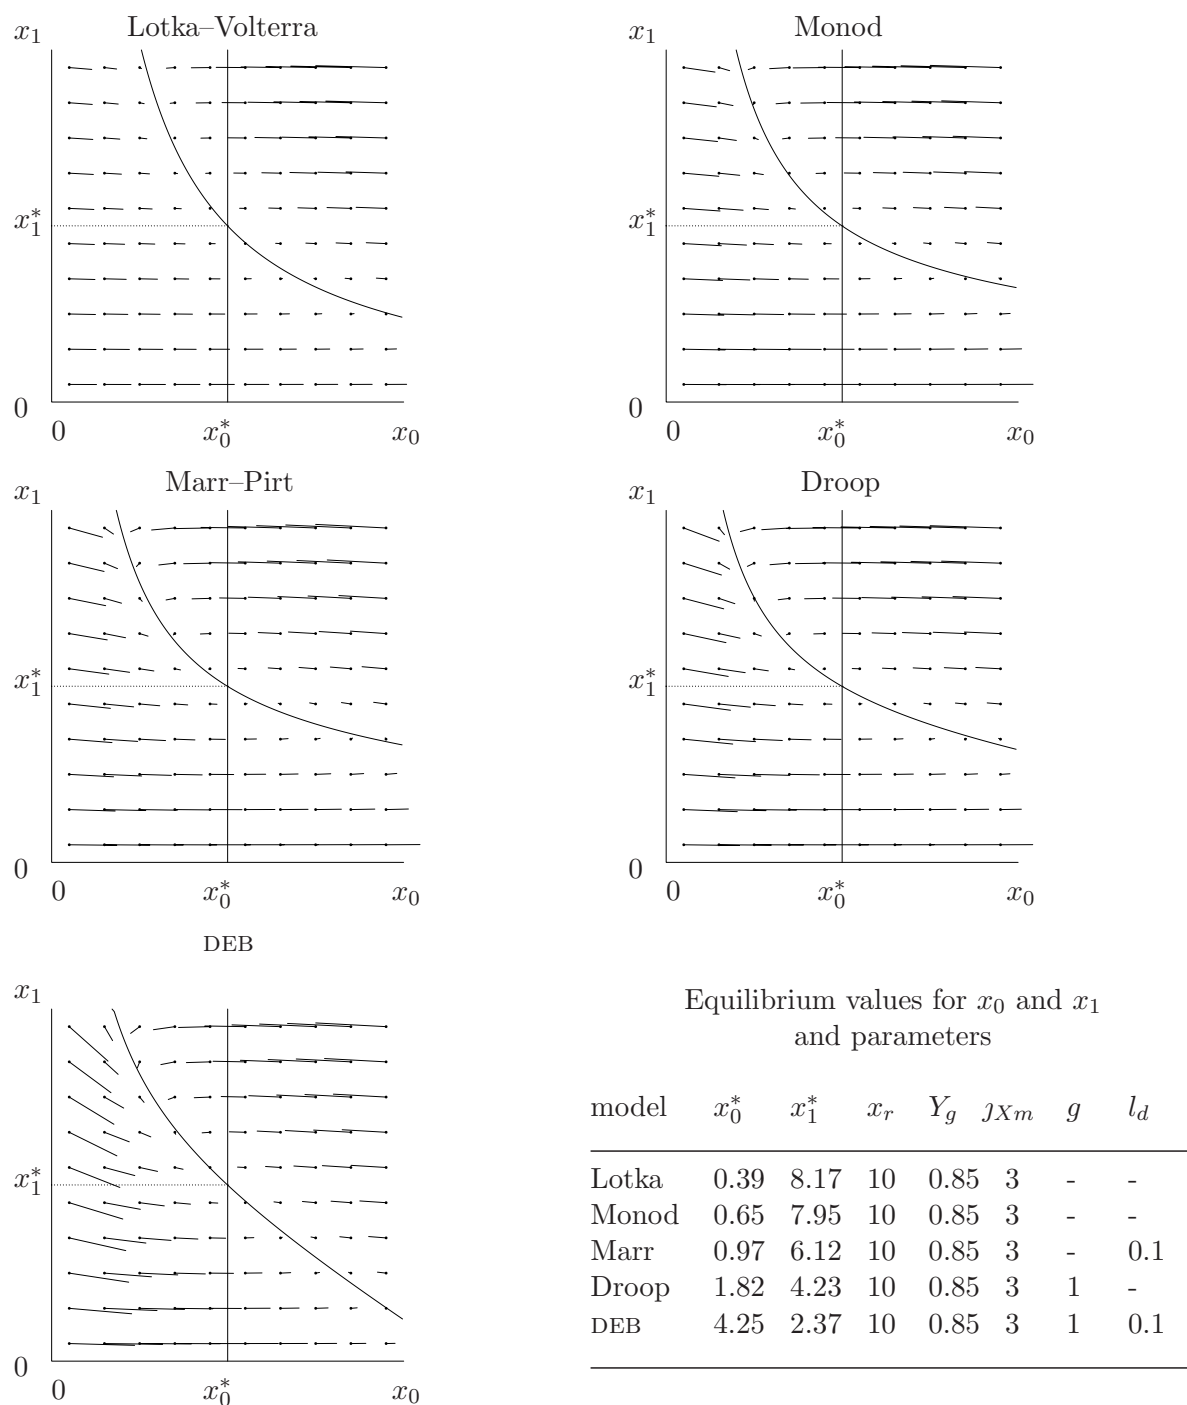 Lotka–Volterra
x₁
x₁*
0
0 x₀* x₀
Monod
x₁
x₁*
0
0 x₀* x₀
Marr–Pirt
x₁
x₁*
0
0 x₀* x₀
Droop
x₁
x₁*
0
0 x₀* x₀
DEB
x₁
x₁*
0
0 x₀* x₀
Equilibrium values for x₀ and x₁
and parameters
model x₀* x₁* xᵣ Y_g ȷ_Xm g l_d
Lotka 0.39 8.17 10 0.85 3 - -
Monod 0.65 7.95 10 0.85 3 - -
Marr 0.97 6.12 10 0.85 3 - 0.1
Droop 1.82 4.23 10 0.85 3 1 -
DEB 4.25 2.37 10 0.85 3 1 0.1